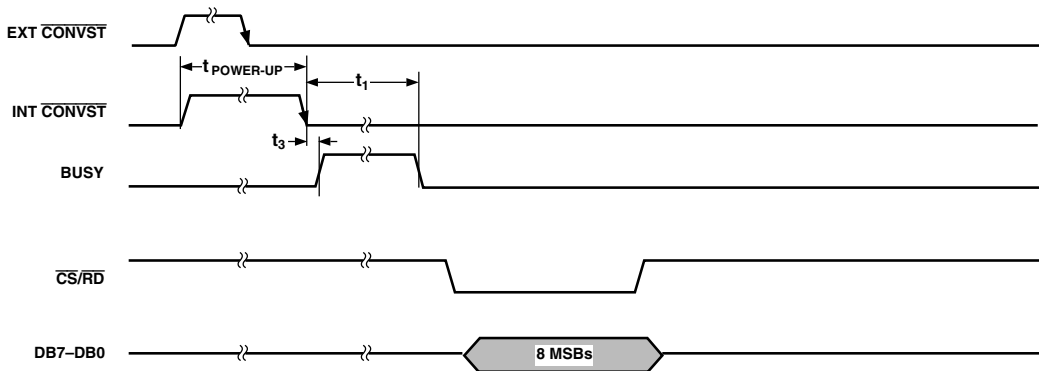 EXT CONVST
t POWER-UP
t1
INT CONVST
t3
BUSY
CS/RD
DB7–DB0
8 MSBs